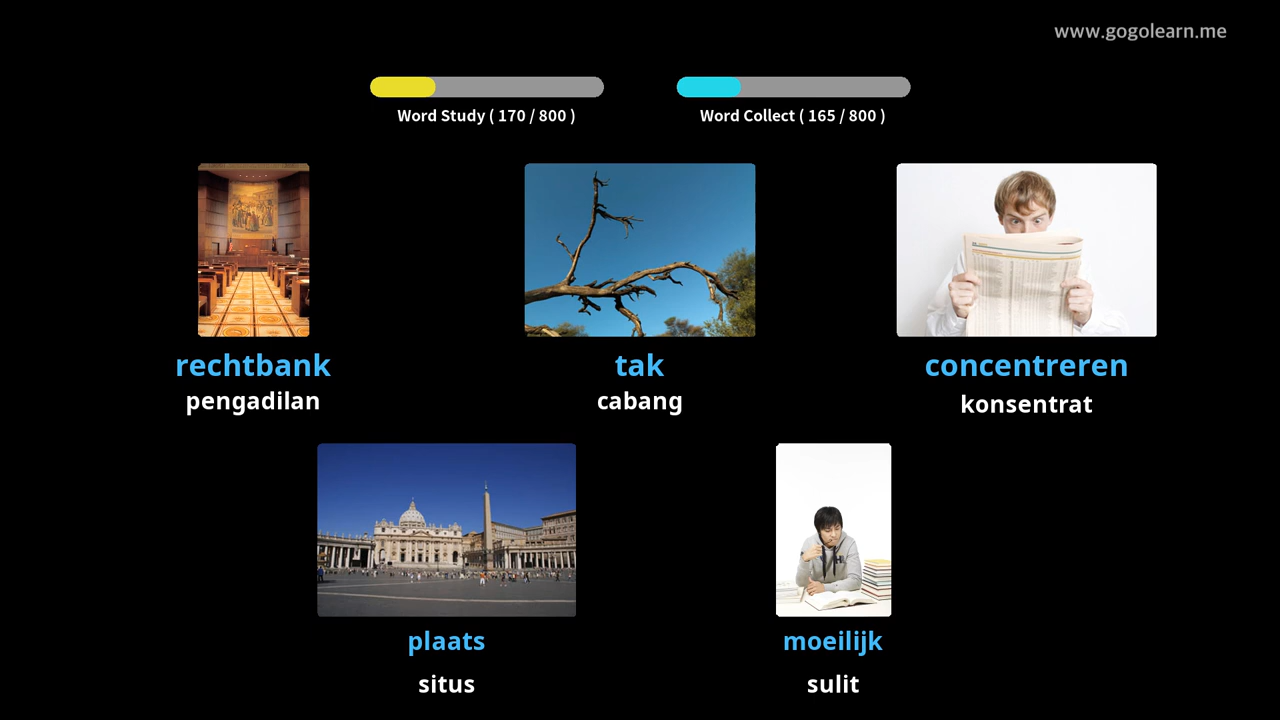 www.gogolearn.me
Word Study ( 170 / 800 )
Word Collect ( 165 / 800 )
rechtbank
pengadilan
tak
cabang
concentreren
konsentrat
plaats
situs
moeilijk
sulit